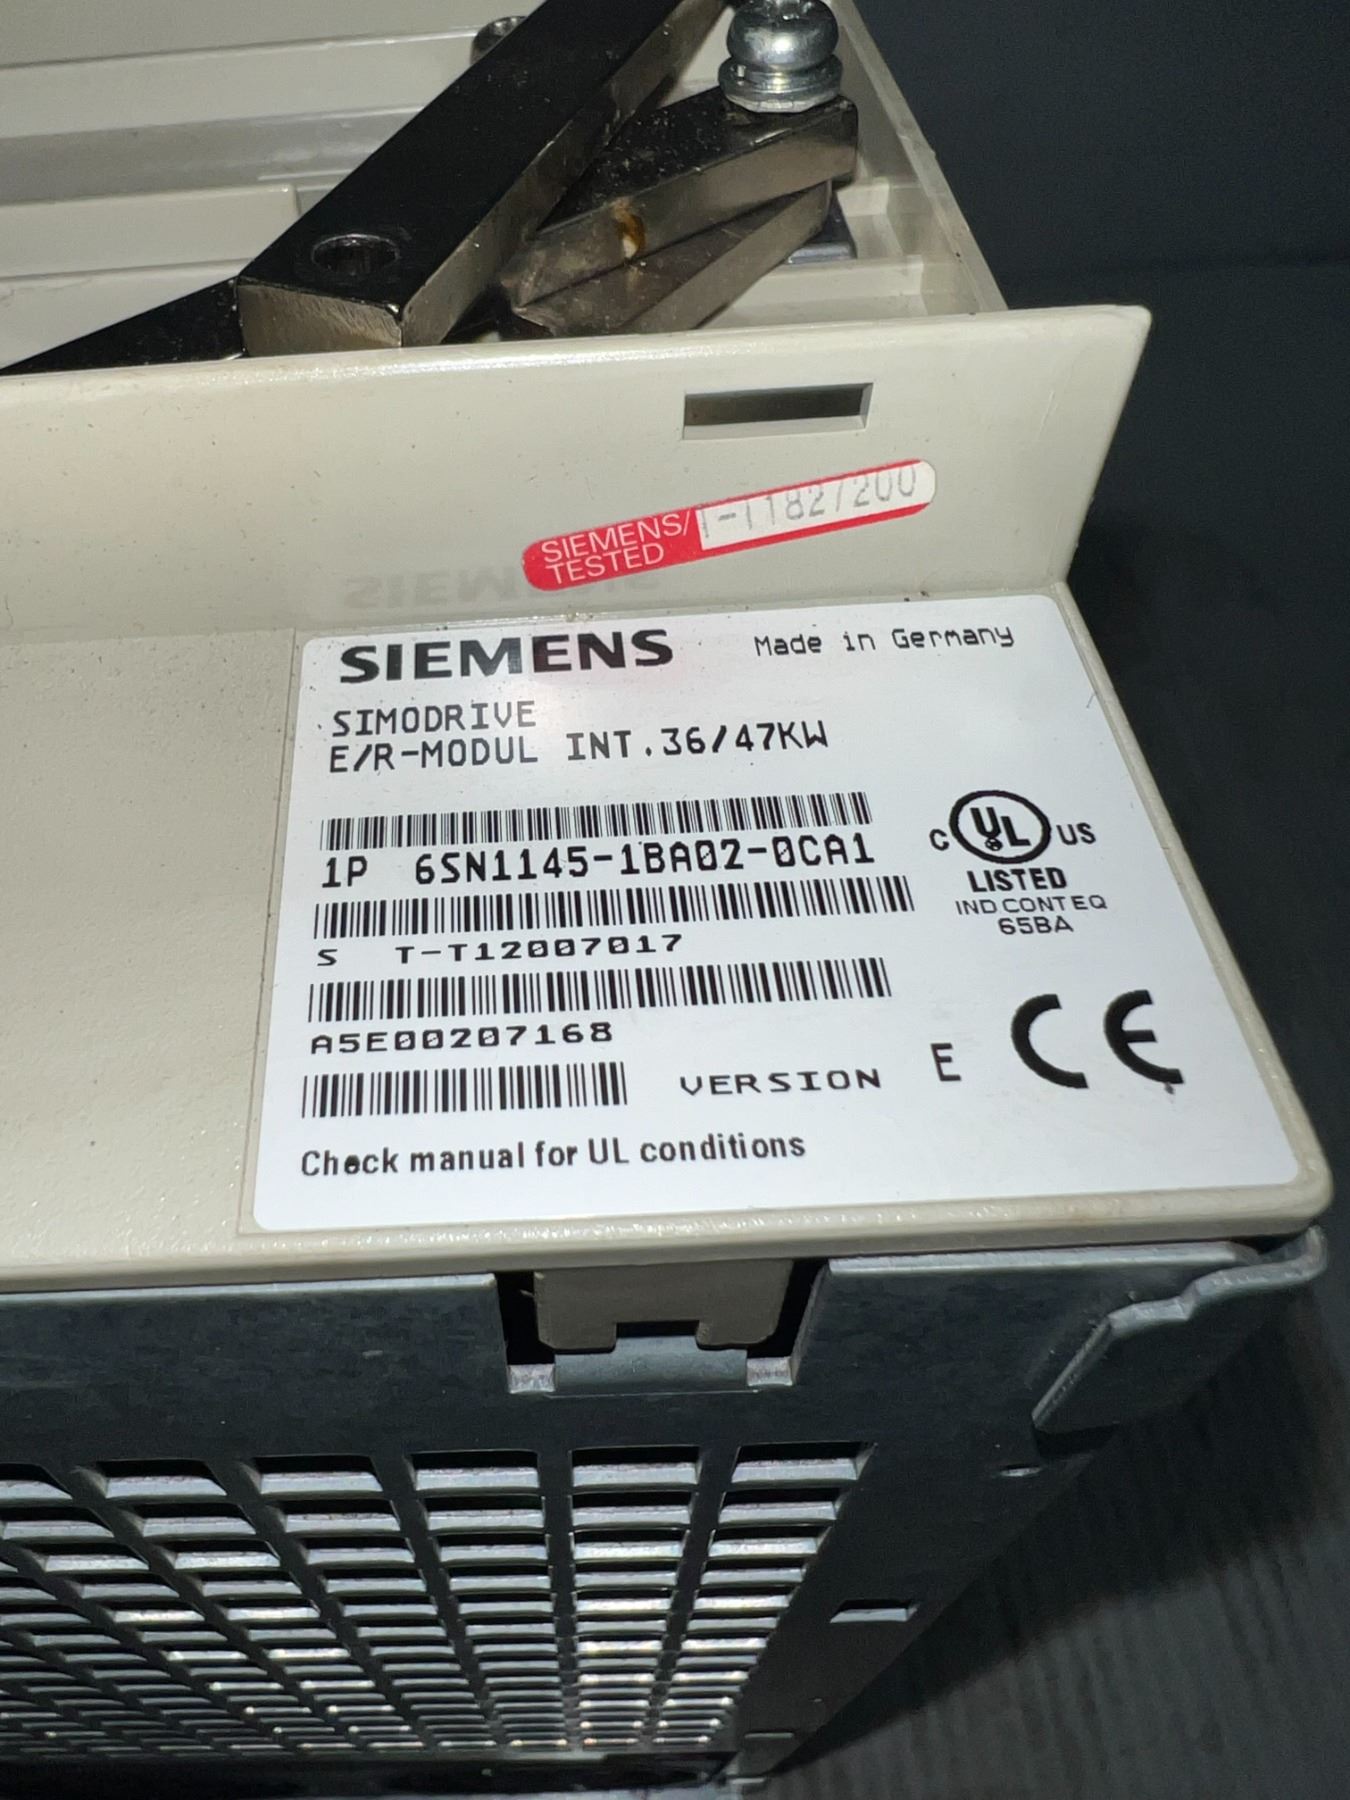 SIEMENS/
TESTED
SIEMENS
Made in Germany
SIMODRIVE
E/R-MODUL INT.36/47KW
1P 6SN1145-1BA02-0CA1
S T-T12007017
A5E00207168
VERSION E
CE
C UL US
LISTED
IND CONT EQ
65BA
Check manual for UL conditions